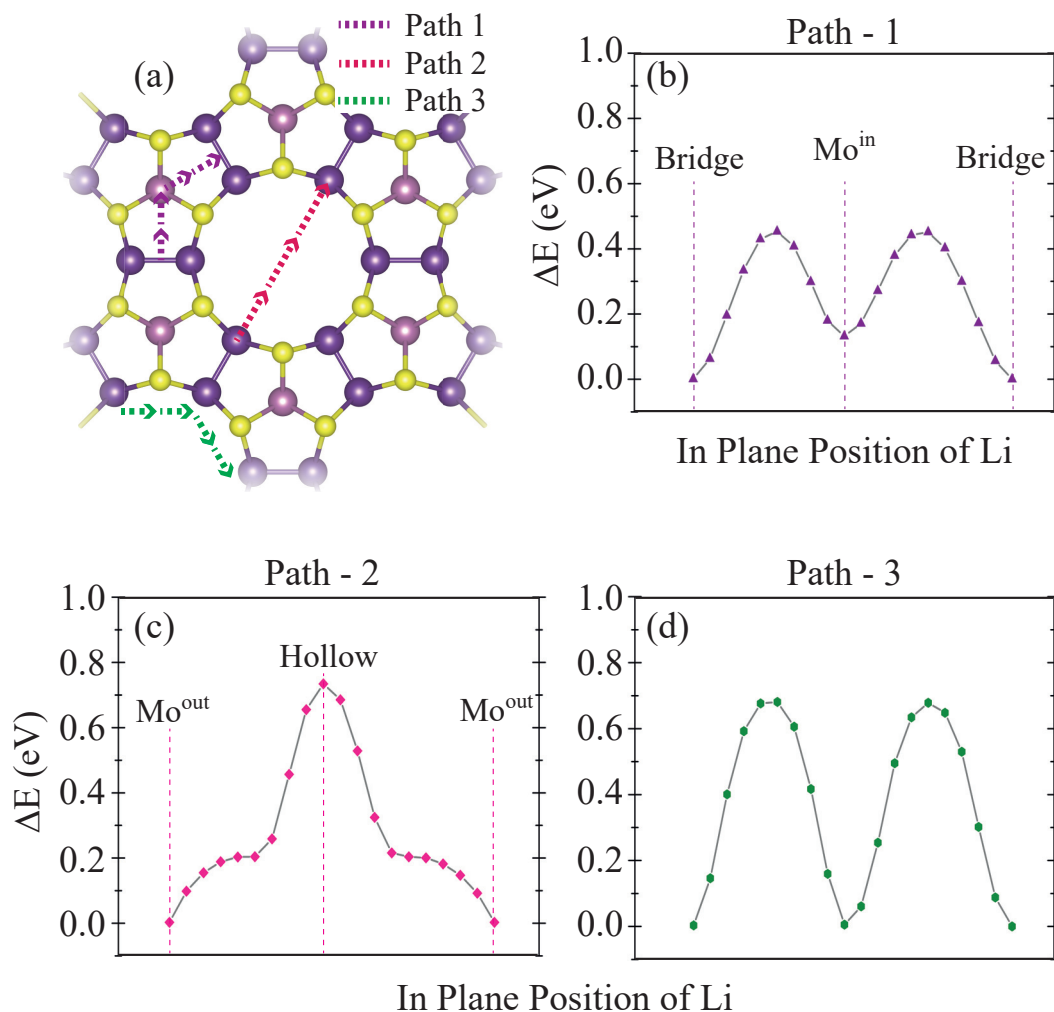 (a)
Path 1
Path 2
Path 3
Path - 1
(b)
1.0
0.8
0.6
0.4
0.2
0.0
ΔE (eV)
Bridge
Mo^in
Bridge
In Plane Position of Li
Path - 2
(c)
1.0
0.8
0.6
0.4
0.2
0.0
ΔE (eV)
Mo^out
Hollow
Mo^out
Path - 3
(d)
1.0
0.8
0.6
0.4
0.2
0.0
In Plane Position of Li